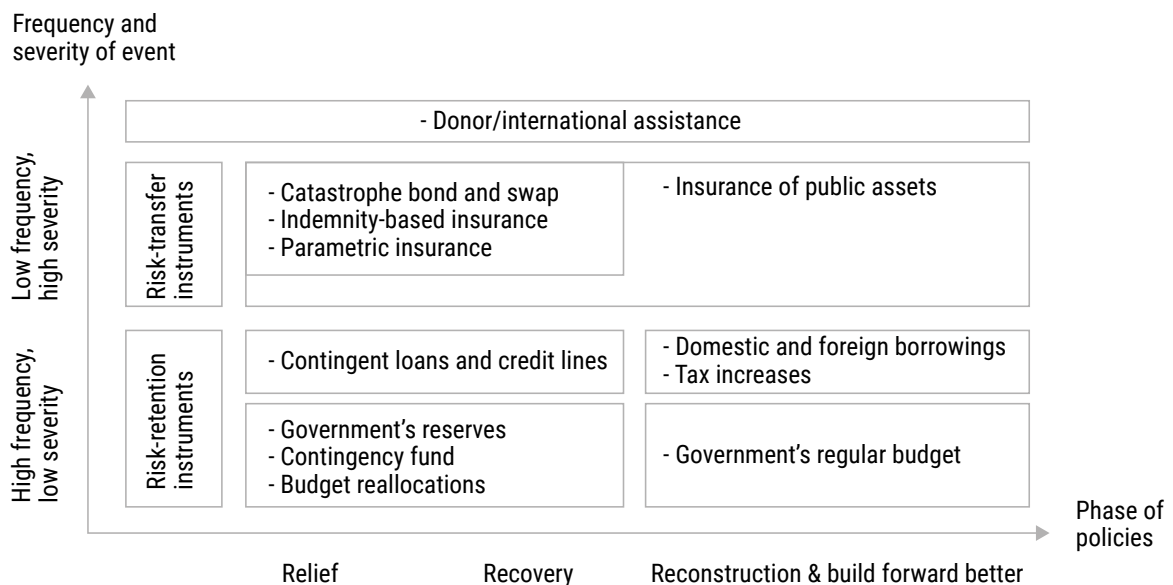 Frequency and
severity of event
- Donor/international assistance
Low frequency,
high severity
Risk-transfer
instruments
- Catastrophe bond and swap
- Indemnity-based insurance
- Parametric insurance
- Insurance of public assets
High frequency,
low severity
Risk-retention
instruments
- Contingent loans and credit lines
- Domestic and foreign borrowings
- Tax increases
- Government’s reserves
- Contingency fund
- Budget reallocations
- Government’s regular budget
Phase of
policies
Relief
Recovery
Reconstruction & build forward better